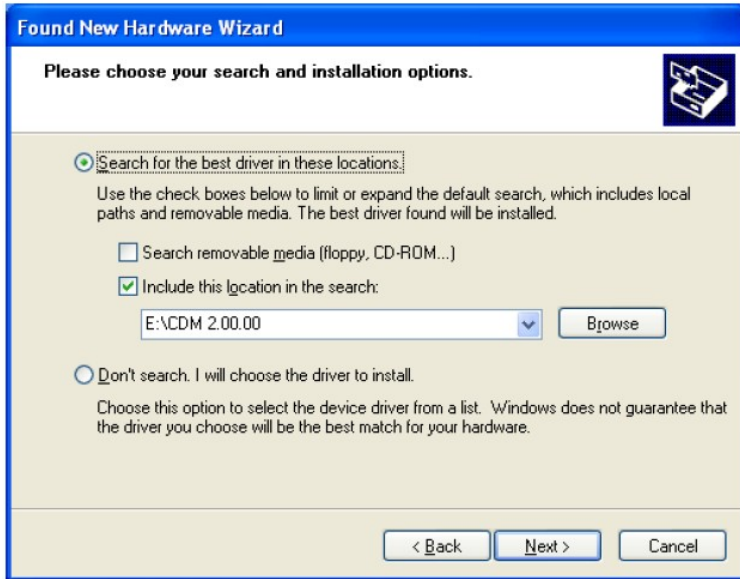 Found New Hardware Wizard
Please choose your search and installation options.
Search for the best driver in these locations.
Use the check boxes below to limit or expand the default search, which includes local
paths and removable media. The best driver found will be installed.
Search removable media (floppy, CD-ROM...)
Include this location in the search:
E:\CDM 2.00.00
Browse
Don't search. I will choose the driver to install.
Choose this option to select the device driver from a list. Windows does not guarantee that
the driver you choose will be the best match for your hardware.
< Back
Next >
Cancel